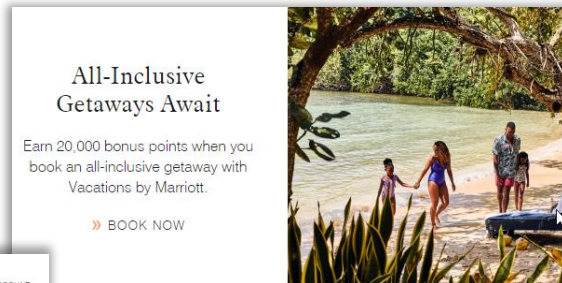 All-Inclusive
Getaways Await
Earn 20,000 bonus points when you
book an all-inclusive getaway with
Vacations by Marriott.
» BOOK NOW